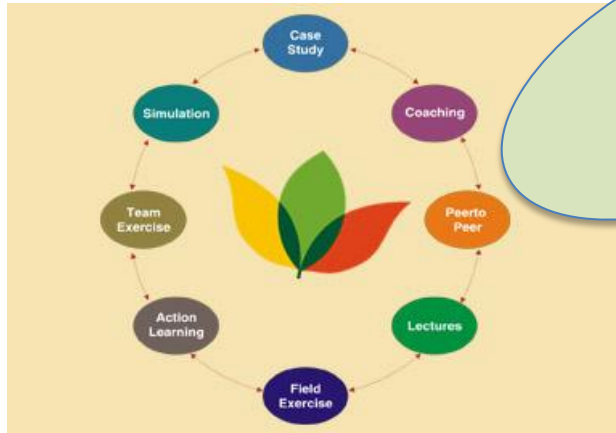 Case
Study
Coaching
Peerto
Peer
Lectures
Field
Exercise
Action
Learning
Team
Exercise
Simulation